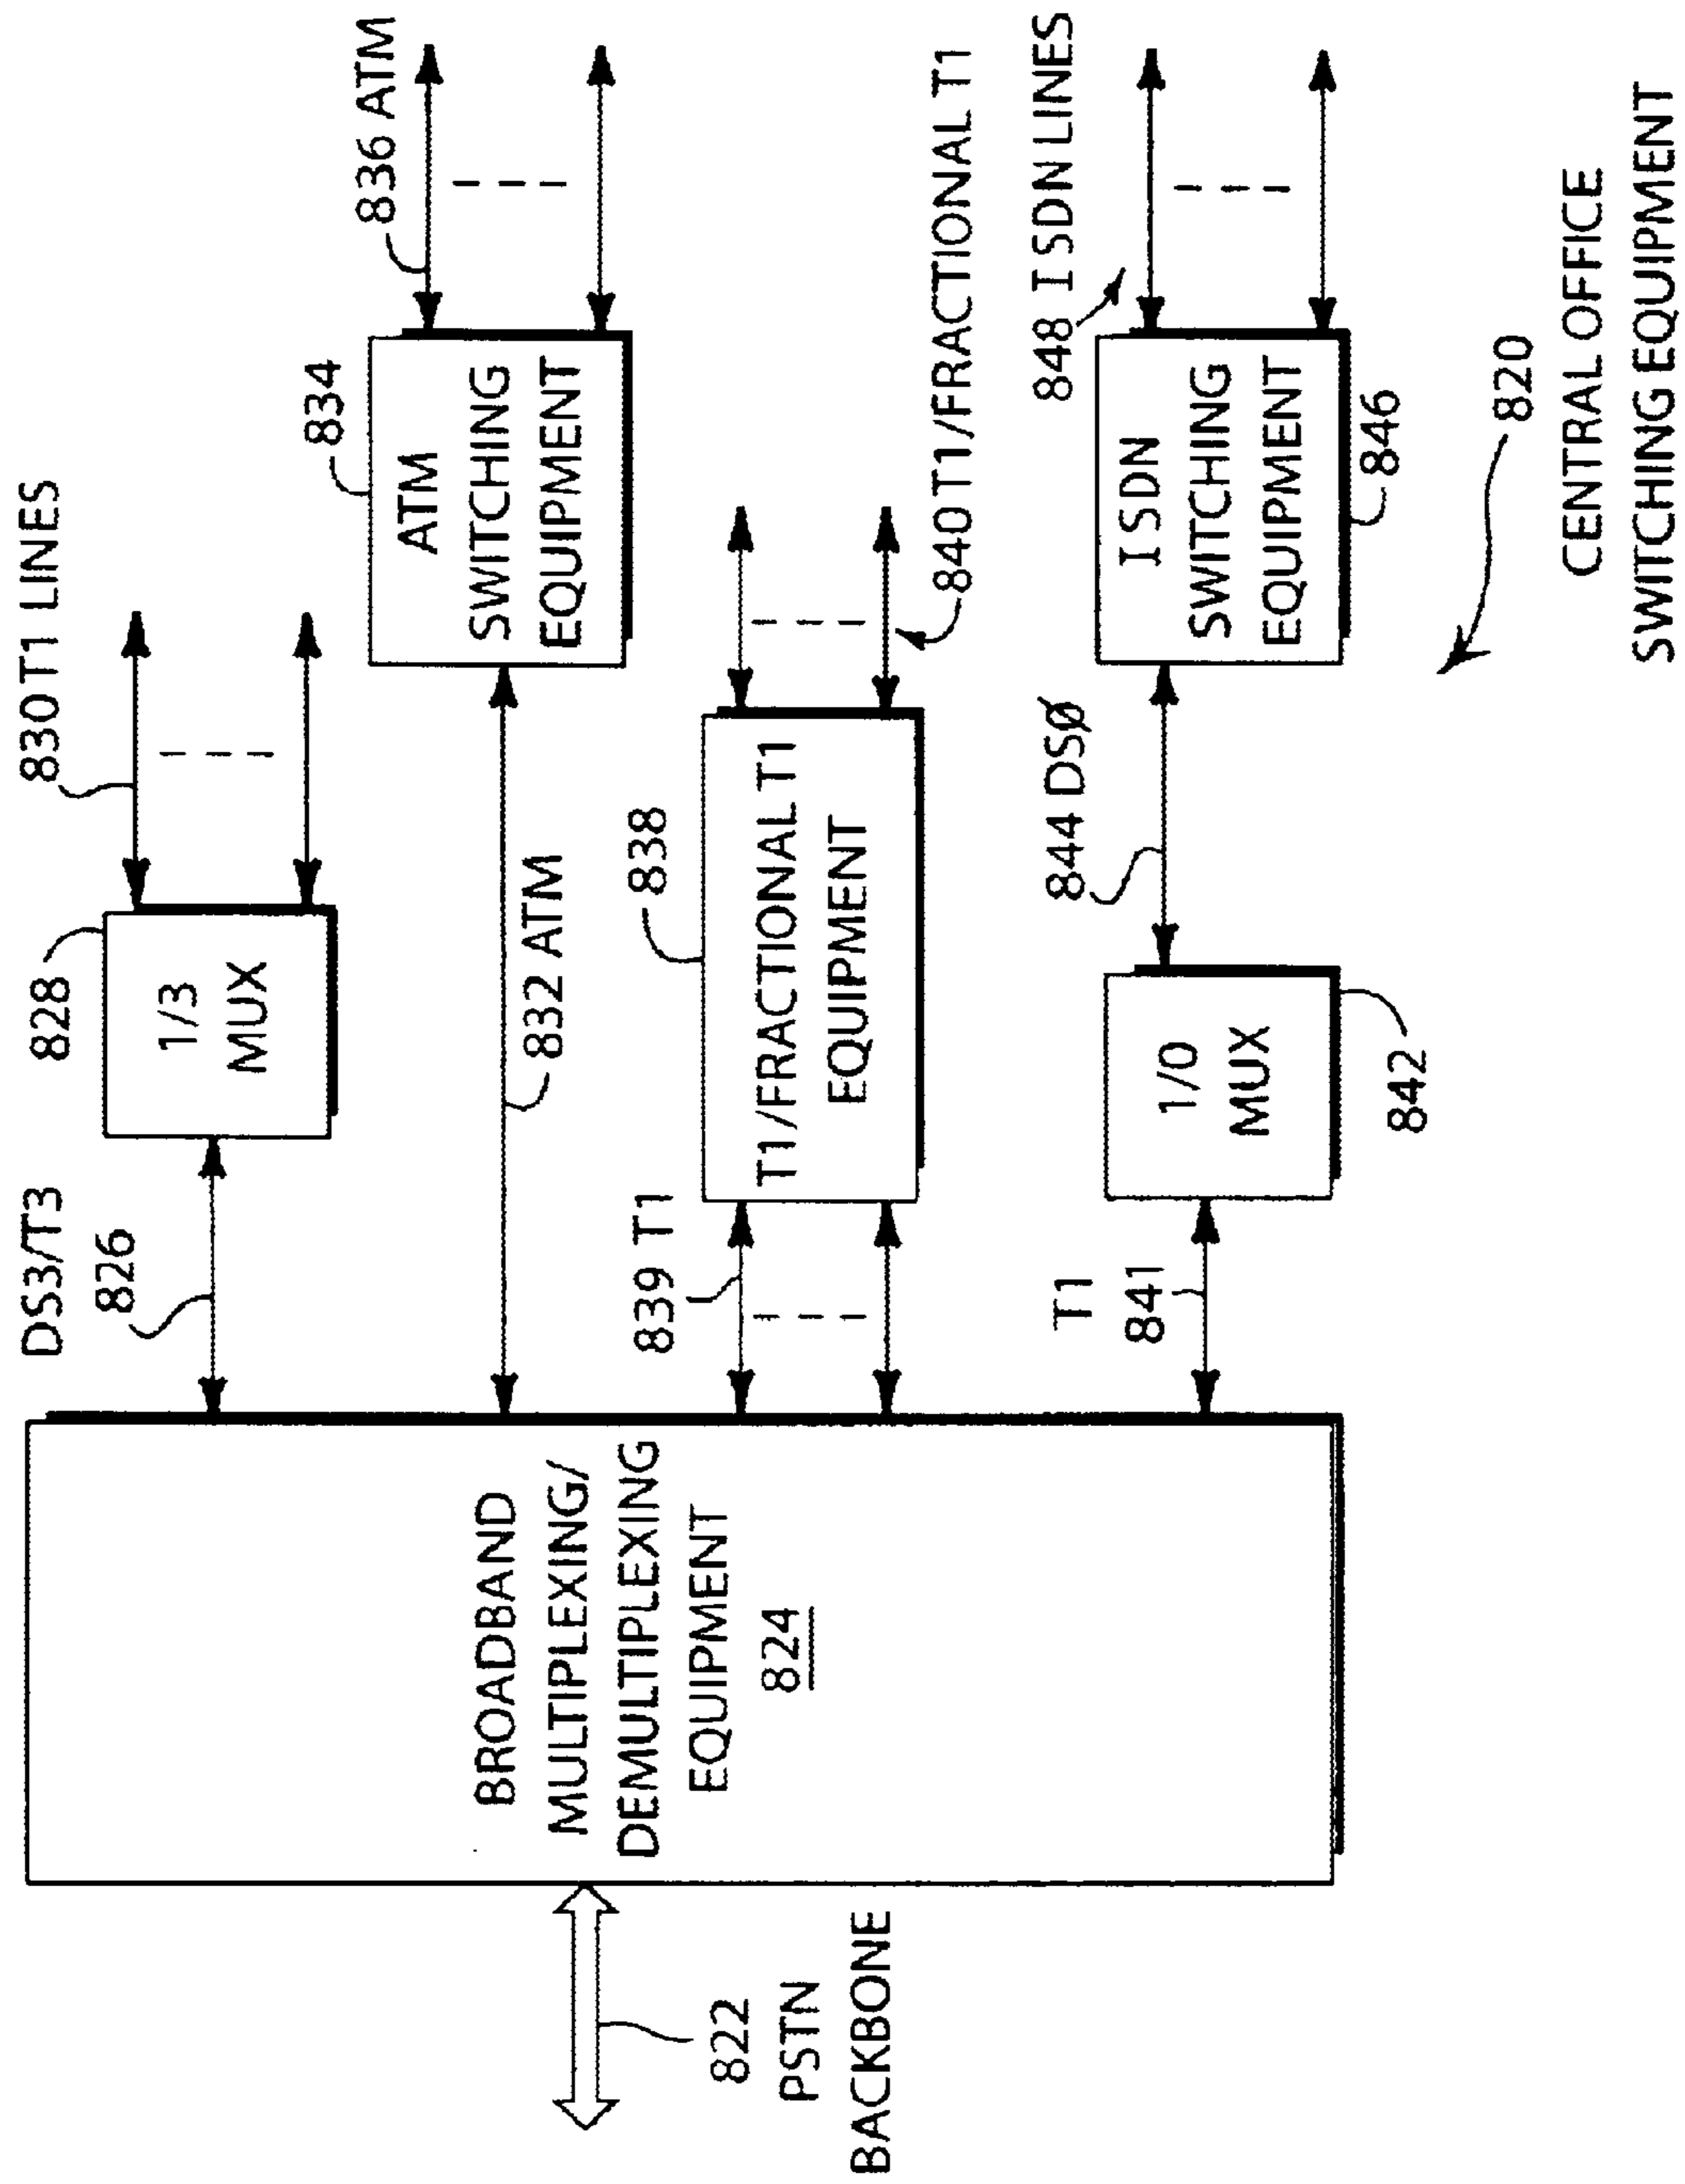 DS3/T3
826
828
1/3
MUX
830 T1 LINES
832 ATM
834
ATM
SWITCHING
EQUIPMENT
836 ATM
822
PSTN
BACKBONE
BROADBAND
MULTIPLEXING/
DEMULTIPLEXING
EQUIPMENT
824
839 T1
838
T1/FRACTIONAL T1
EQUIPMENT
840 T1/FRACTIONAL T1
T1
841
1/0
MUX
842
844 DSØ
ISDN
SWITCHING
EQUIPMENT
846
848 ISDN LINES
820
CENTRAL OFFICE
SWITCHING EQUIPMENT